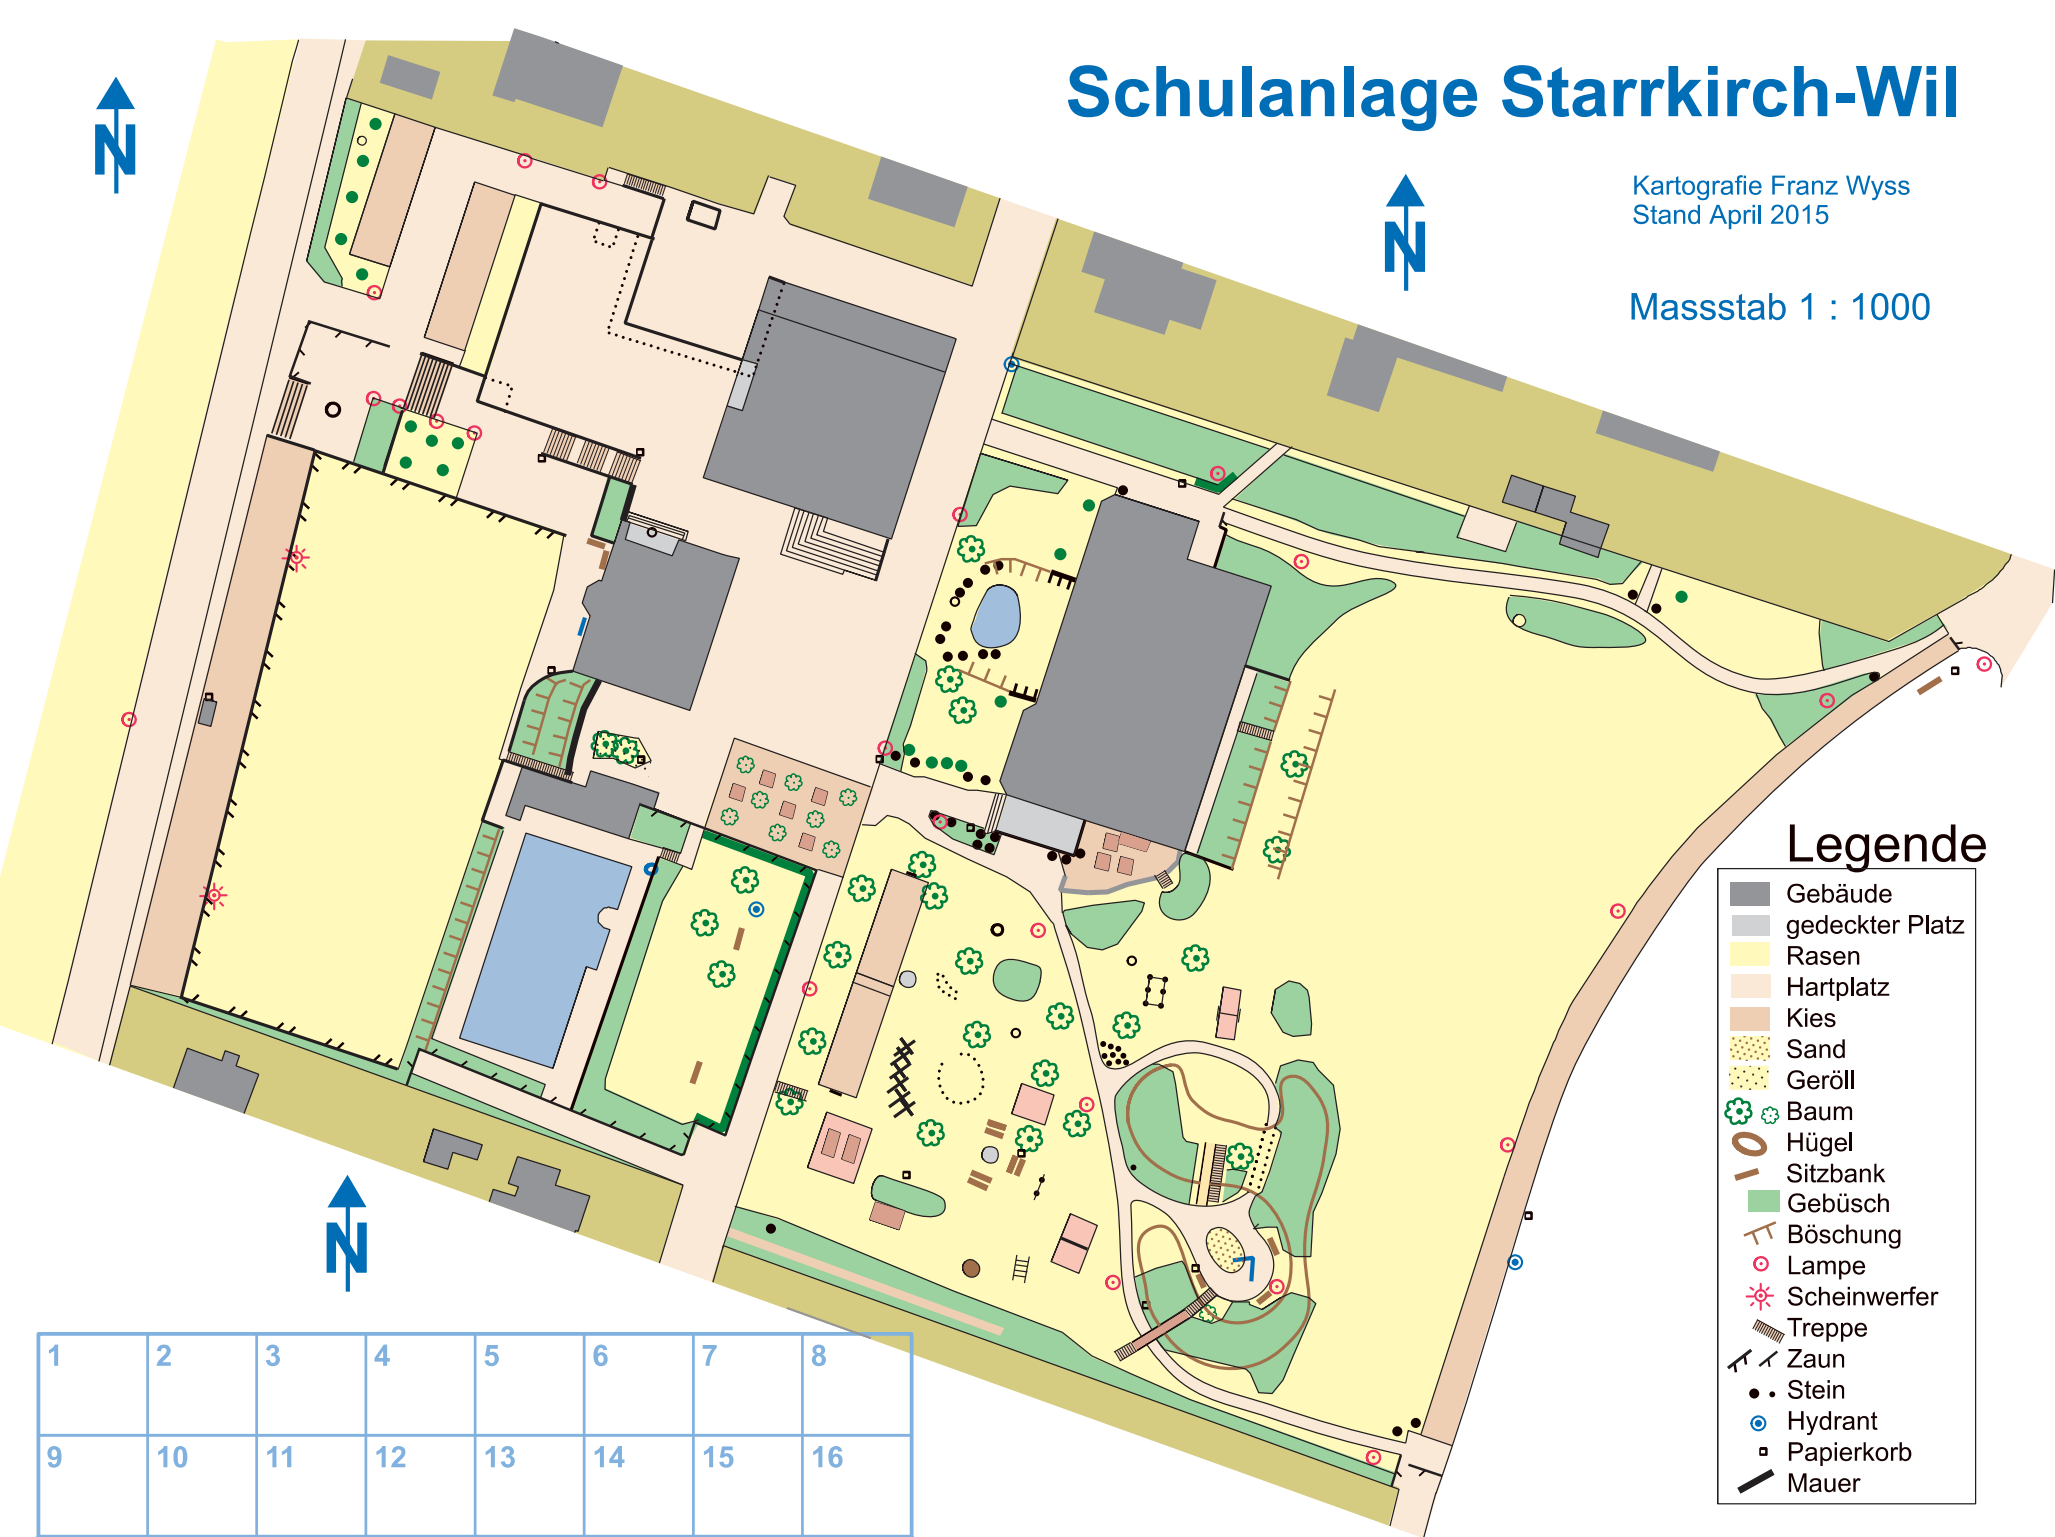 Schulanlage Starrkirch-Wil
N
N
Kartografie Franz Wyss
Stand April 2015
Massstab 1 : 1000
Legende
Gebäude
gedeckter Platz
Rasen
Hartplatz
Kies
Sand
Geröll
Baum
Hügel
Sitzbank
Gebüsch
Böschung
Lampe
Scheinwerfer
Treppe
Zaun
Stein
Hydrant
Papierkorb
Mauer
N
1 2 3 4 5 6 7 8
9 10 11 12 13 14 15 16